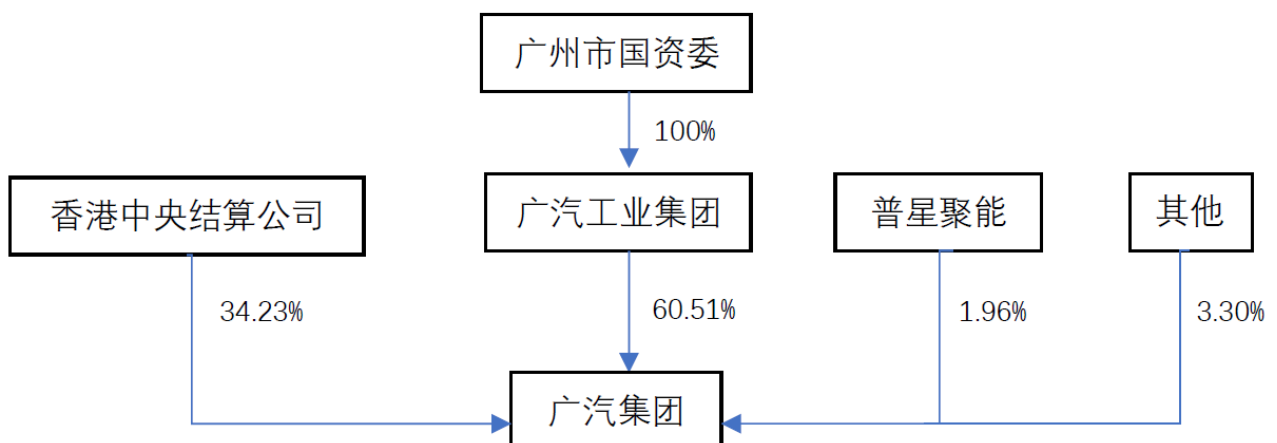 广州市国资委
100%
香港中央结算公司
广汽工业集团
普星聚能
其他
34.23%
60.51%
1.96%
3.30%
广汽集团